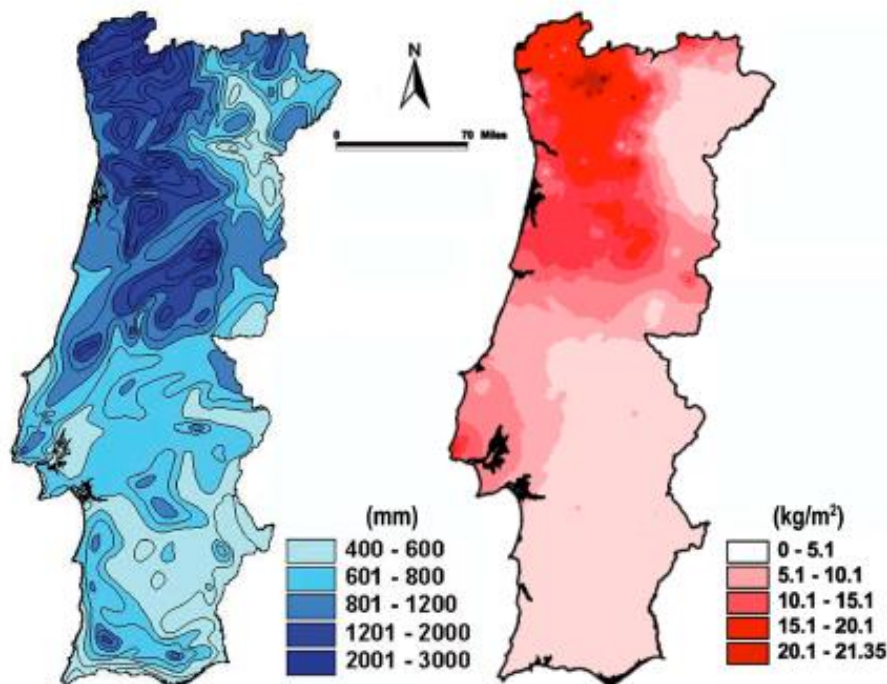 N
0 70 Miles
(mm)
400 - 600
601 - 800
801 - 1200
1201 - 2000
2001 - 3000
(kg/m²)
0 - 5.1
5.1 - 10.1
10.1 - 15.1
15.1 - 20.1
20.1 - 21.35